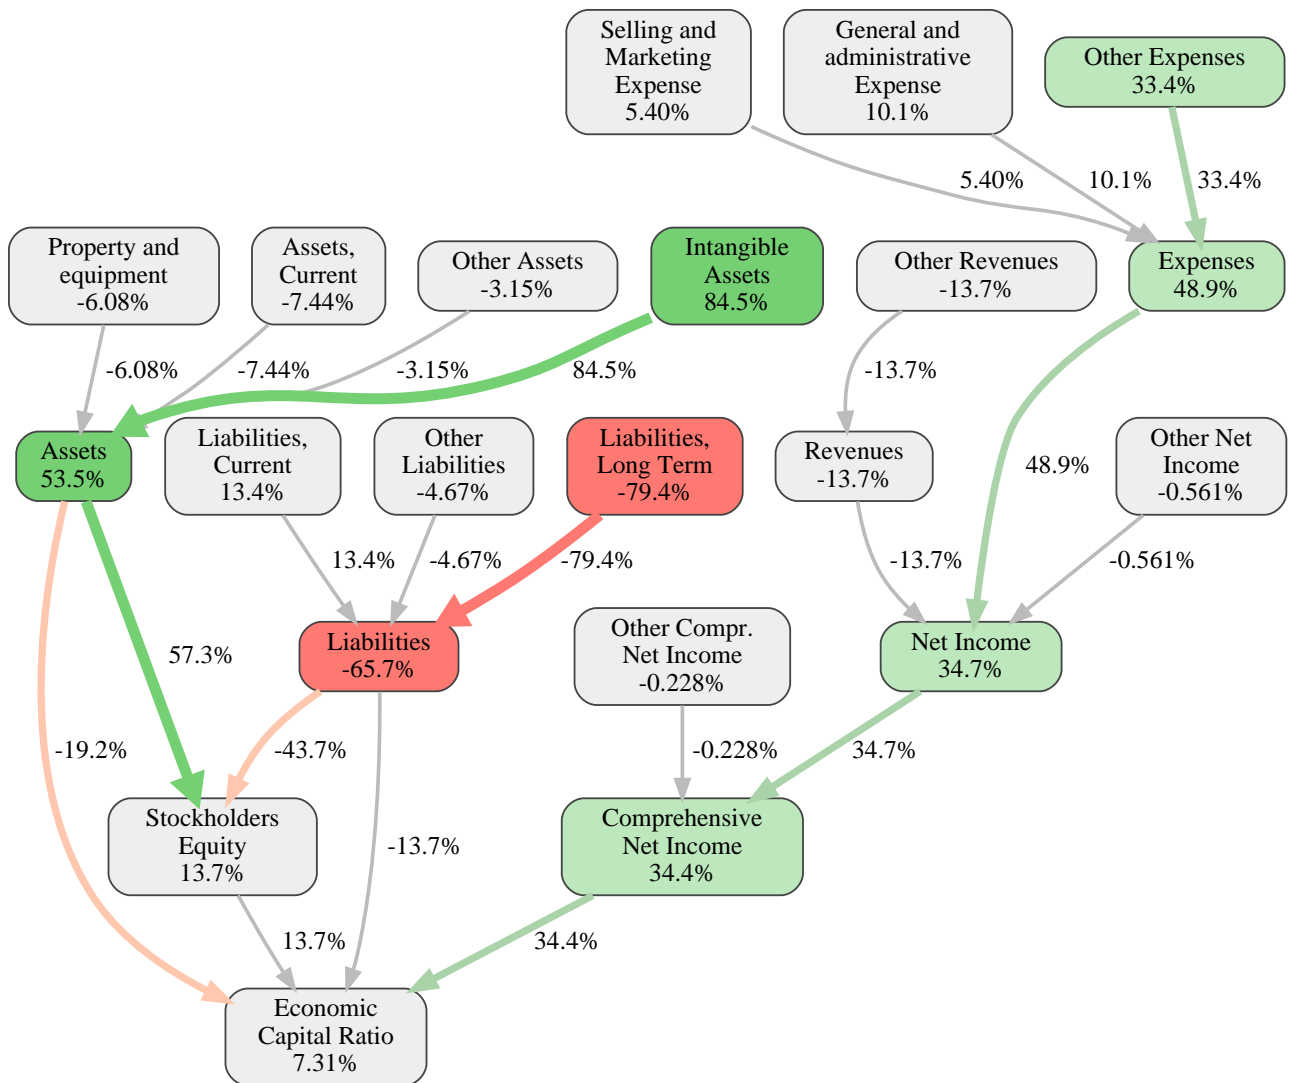 Selling and
Marketing
Expense
5.40%
General and
administrative
Expense
10.1%
Other Expenses
33.4%
5.40%
10.1%
33.4%
Property and
equipment
-6.08%
Assets,
Current
-7.44%
Other Assets
-3.15%
Intangible
Assets
84.5%
Other Revenues
-13.7%
Expenses
48.9%
-6.08%
-7.44%
-3.15%
84.5%
-13.7%
Assets
53.5%
Liabilities,
Current
13.4%
Other
Liabilities
-4.67%
Liabilities,
Long Term
-79.4%
Revenues
-13.7%
48.9%
Other Net
Income
-0.561%
13.4%
-4.67%
-79.4%
-13.7%
-0.561%
57.3%
Liabilities
-65.7%
Other Compr.
Net Income
-0.228%
Net Income
34.7%
-19.2%
-43.7%
-0.228%
34.7%
Stockholders
Equity
13.7%
-13.7%
Comprehensive
Net Income
34.4%
13.7%
34.4%
Economic
Capital Ratio
7.31%